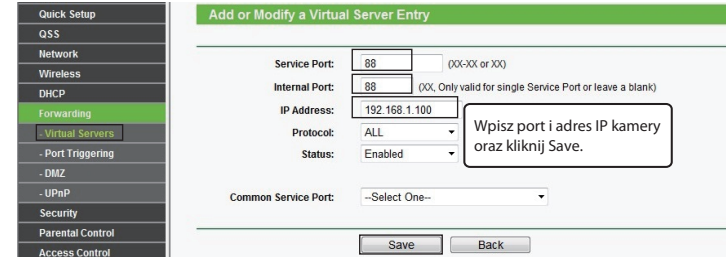 Quick Setup
QSS
Network
Wireless
DHCP
Forwarding
- Virtual Servers
- Port Triggering
- DMZ
- UPnP
Security
Parental Control
Access Control
Add or Modify a Virtual Server Entry
Service Port: 88 (XX-XX or XX)
Internal Port: 88 (XX, Only valid for single Service Port or leave a blank)
IP Address: 192.168.1.100
Protocol: ALL
Status: Enabled
Wpisz port i adres IP kamery
oraz kliknij Save.
Common Service Port: --Select One--
Save Back